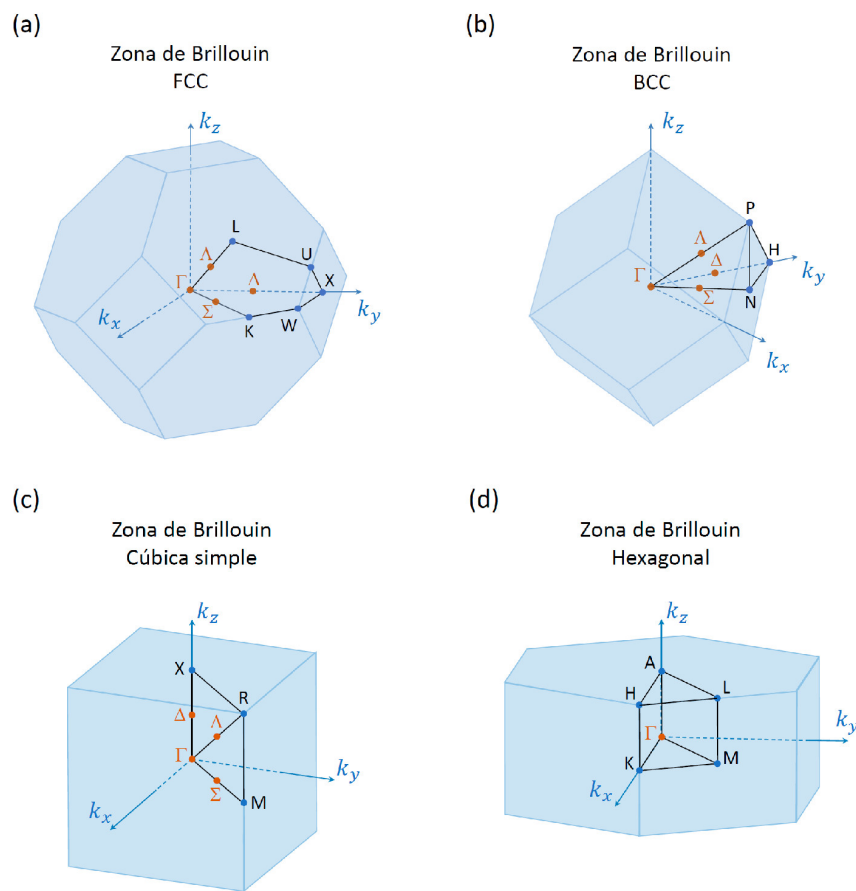 (a)
Zona de Brillouin
FCC
k_z
L
Λ
U
Γ
Λ
X
Σ
k_x
K
W
k_y
(b)
Zona de Brillouin
BCC
k_z
P
Λ
H
Δ
k_y
Γ
Σ
N
k_x
(c)
Zona de Brillouin
Cúbica simple
k_z
X
R
Δ
Λ
Γ
k_y
Σ
M
k_x
(d)
Zona de Brillouin
Hexagonal
k_z
A
H
L
Γ
k_y
K
M
k_x